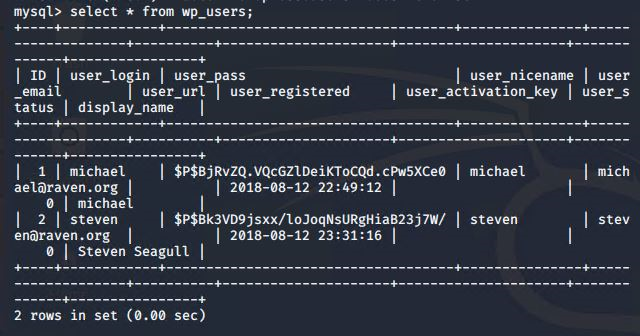 mysql> select * from wp_users;
+----+------------+------------------------------------+---------------+------
-------------+----------+---------------------+---------------------+-------
------+----------------+
| ID | user_login | user_pass                          | user_nicename | user
_email       | user_url | user_registered     | user_activation_key | user_s
tatus | display_name   |
+----+------------+------------------------------------+---------------+------
-------------+----------+---------------------+---------------------+-------
------+----------------+
|  1 | michael    | $P$BjRvZQ.VQcGZlDeiKToCQd.cPw5XCe0 | michael       | mich
ael@raven.org |          | 2018-08-12 22:49:12 |                     |
    0 | michael        |
|  2 | steven     | $P$Bk3VD9jsxx/loJoqNsURgHiaB23j7W/ | steven        | stev
en@raven.org  |          | 2018-08-12 23:31:16 |                     |
    0 | Steven Seagull |
+----+------------+------------------------------------+---------------+------
-------------+----------+---------------------+---------------------+-------
------+----------------+
2 rows in set (0.00 sec)